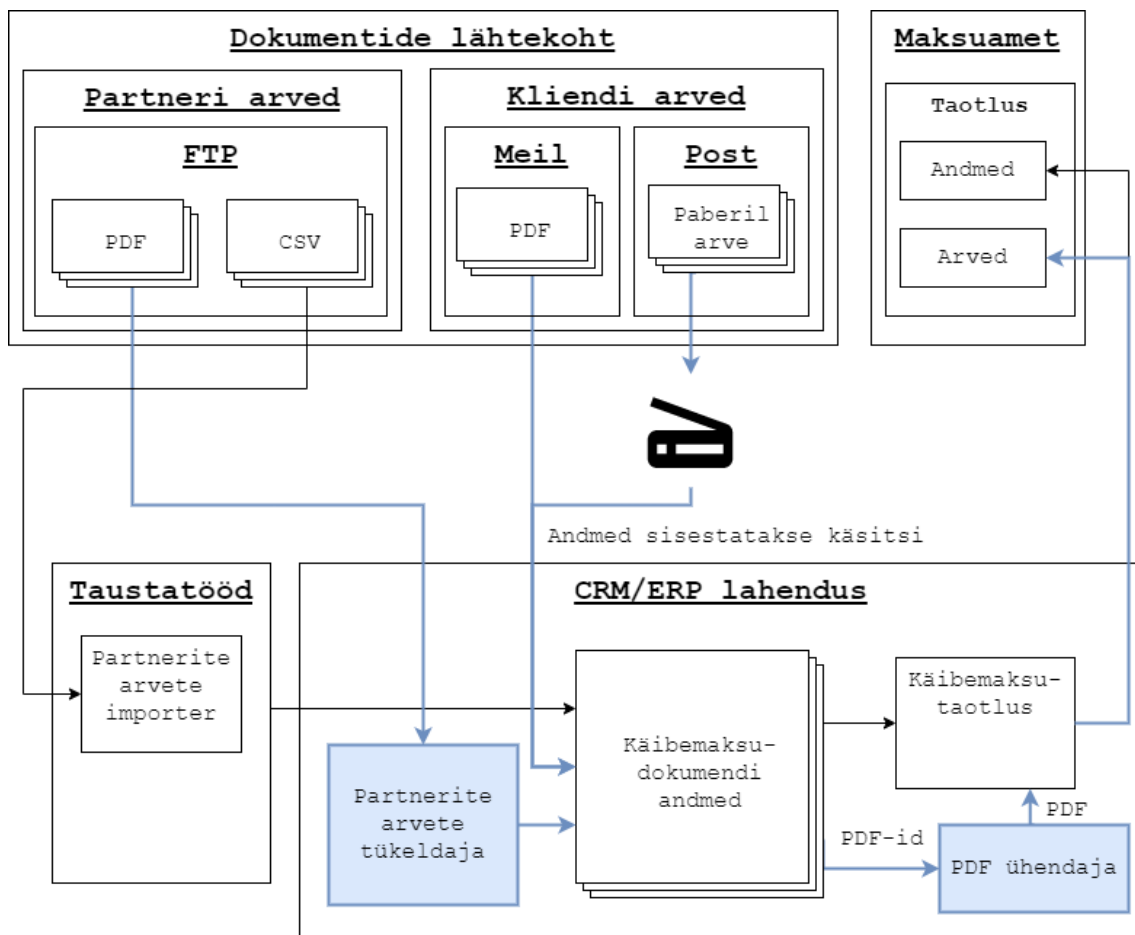 Dokumentide lähtekoht
Partneri arved
FTP
PDF
CSV
Kliendi arved
Meil
PDF
Post
Paberil
arve
Maksuamet
Taotlus
Andmed
Arved
Andmed sisestatakse käsitsi
Taustatööd
Partnerite
arvete
importer
CRM/ERP lahendus
Partnerite
arvete
tükeldaja
Käibemaksu-
dokumendi
andmed
Käibemaksu-
taotlus
PDF-id
PDF
PDF ühendaja